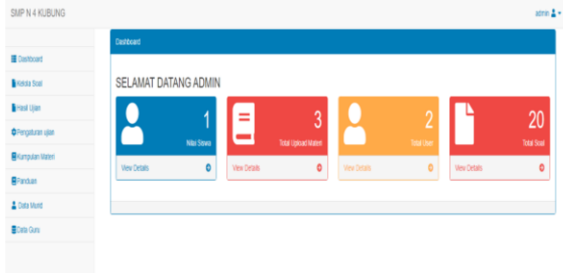 SMP N 4 KUBUNG
admin
Dashboard
Dashboard
Kelola Soal
Hasil Ujian
Pengaturan ujian
Kumpulan Materi
Panduan
Data Murid
Data Guru
SELAMAT DATANG ADMIN
1
Nilai Siswa
View Details
3
Total Upload Materi
View Details
2
Total User
View Details
20
Total Soal
View Details